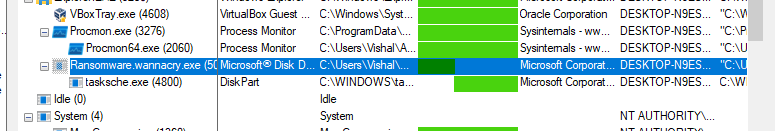 VBoxTray.exe (4608) VirtualBox Guest ... C:\Windows\Syst... Oracle Corporation DESKTOP-N9ES... "C:\W
Procmon.exe (3276) Process Monitor C:\ProgramData/... Sysinternals - ww... DESKTOP-N9ES... "C:\P
Procmon64.exe (2060) Process Monitor C:\Users\Vishal\A... Sysinternals - ww... DESKTOP-N9ES... "C:\U
Ransomware.wannacry.exe (50 Microsoft® Disk D... C:\Users\Vishal\... Microsoft Corporat... DESKTOP-N9ES... "C:\U
tasksche.exe (4800) DiskPart C:\WINDOWS\ta... Microsoft Corporat... DESKTOP-N9ES... C:\W
Idle (0) Idle
System (4) System NT AUTHORITY\...